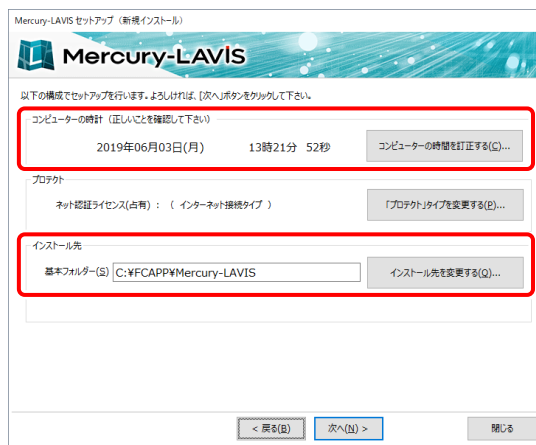 Mercury-LAVIS セットアップ（新規インストール）
Mercury-LAVIS
以下の構成でセットアップを行います。よろしければ、[次へ]ボタンをクリックして下さい。
コンピューターの時計（正しいことを確認して下さい）
2019年06月03日(月) 13時21分 52秒 コンピューターの時間を訂正する(C)...
プロテクト
ネット認証ライセンス(占有) : （ インターネット接続タイプ ） 「プロテクト」タイプを変更する(P)...
インストール先
基本フォルダー(S) C:¥FCAPP¥Mercury-LAVIS インストール先を変更する(Q)...
< 戻る(B) 次へ(N) > 閉じる